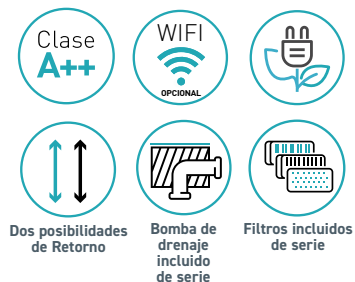 Clase
A++
WIFI
OPCIONAL
Dos posibilidades
de Retorno
Bomba de
drenaje
incluido
de serie
Filtros incluidos
de serie